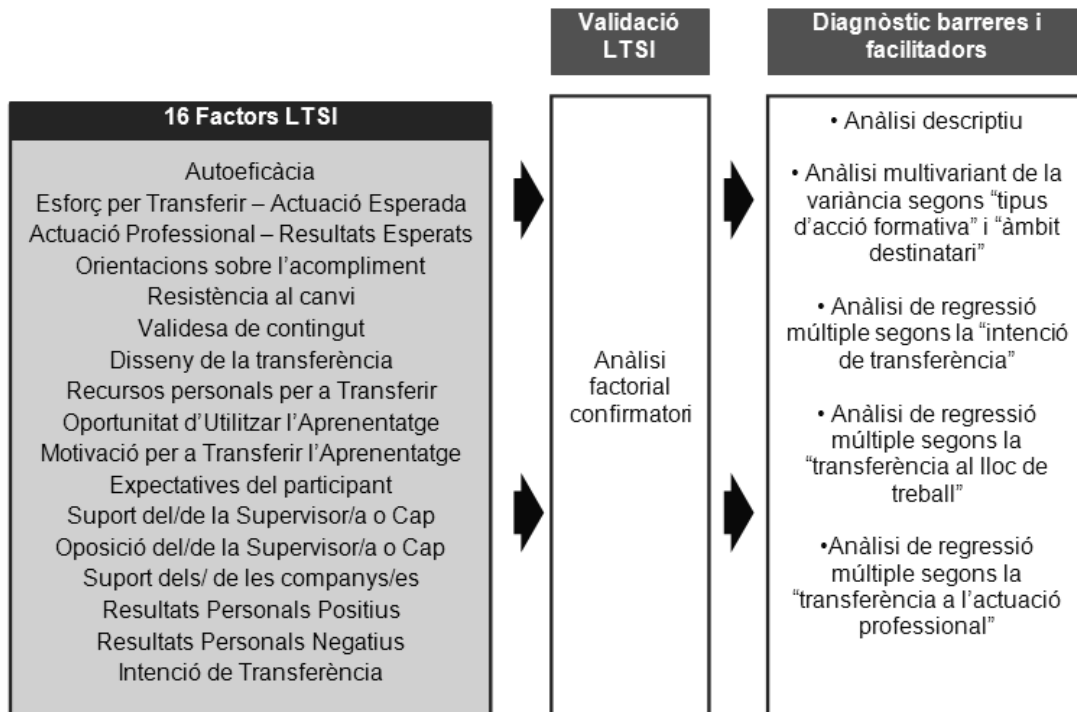 16 Factors LTSI
Autoeficàcia
Esforç per Transferir – Actuació Esperada
Actuació Professional – Resultats Esperats
Orientacions sobre l'acompliment
Resistència al canvi
Validesa de contingut
Disseny de la transferència
Recursos personals per a Transferir
Oportunitat d'Utilitzar l'Aprenentatge
Motivació per a Transferir l'Aprenentatge
Expectatives del participant
Suport del/de la Supervisor/a o Cap
Oposició del/de la Supervisor/a o Cap
Suport dels/ de les companys/es
Resultats Personals Positius
Resultats Personals Negatius
Intenció de Transferència
Validació
LTSI
Anàlisi
factorial
confirmatori
Diagnòstic barreres i
facilitadors
• Anàlisi descriptiu
• Anàlisi multivariant de la
variància segons “tipus
d’acció formativa” i “àmbit
destinatari”
• Anàlisi de regressió
múltiple segons la “intenció
de transferència”
• Anàlisi de regressió
múltiple segons la
“transferència al lloc de
treball”
•Anàlisi de regressió
múltiple segons la
“transferència a l’actuació
professional”